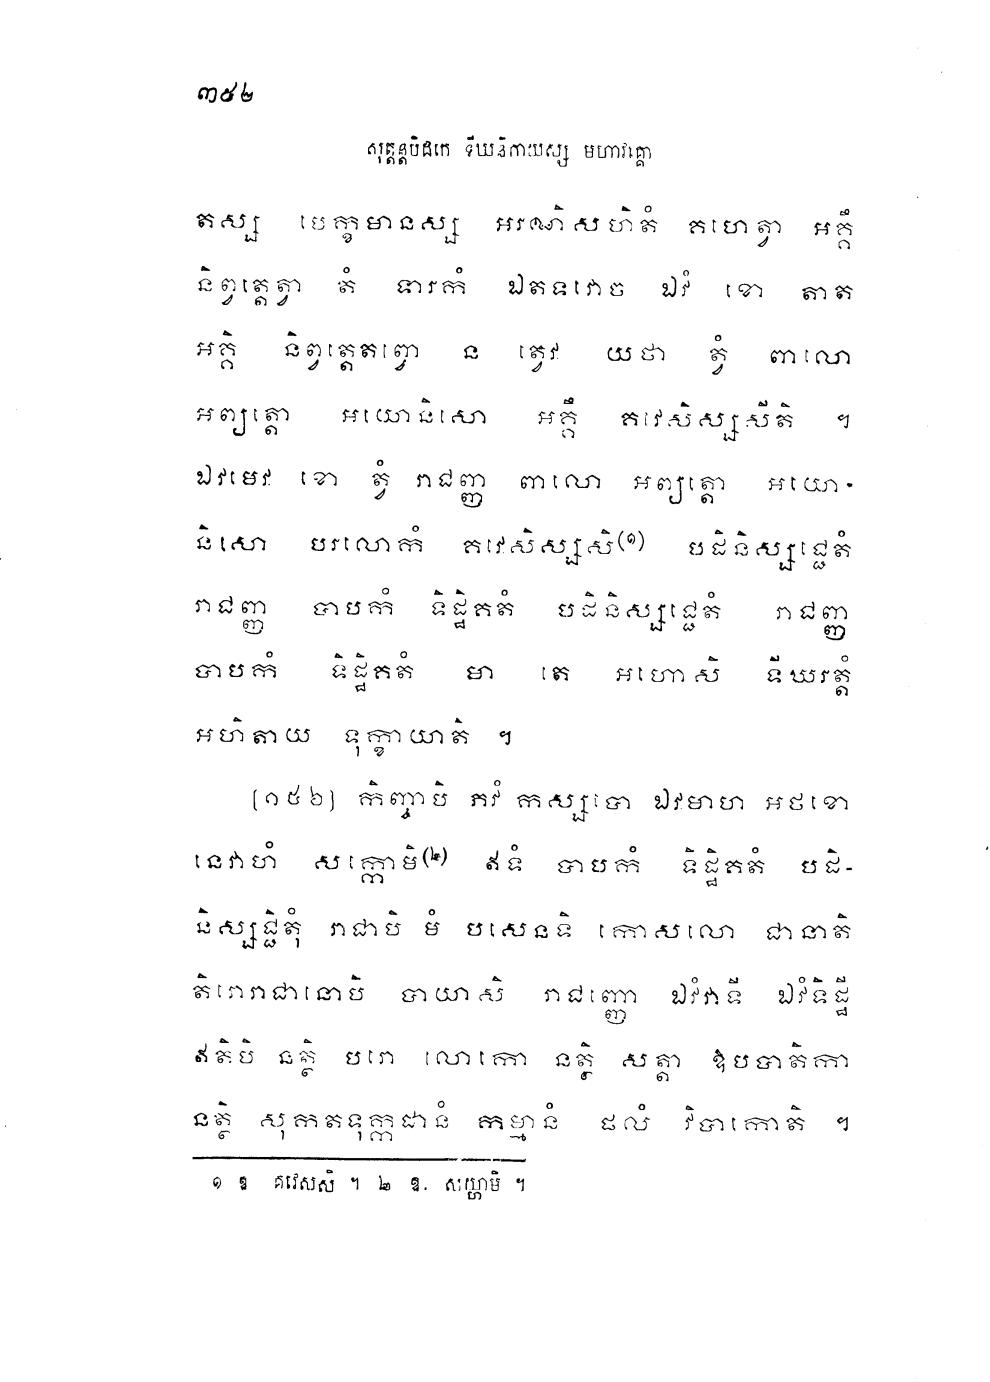 ៣៥២
សុត្តន្តបិដកេ ទីឃនិកាយស្ស មហាវគ្គោ
តស្ស បេក្ខមានស្ស អរណិសហិតំ គហេត្វា អគ្គឹ
និព្វត្តេត្វា តំ ទារកំ ឯតទវោច ឯវំ ខោ តាត
អគ្គិ និព្វត្តេតព្វោ ន ត្វេវ យថា ត្វំ ពាលោ
អព្យត្តោ អយោនិសោ អគ្គឹ គវេសិស្សសីតិ ។
ឯវមេវ ខោ ត្វំ រាជញ្ញ ពាលោ អព្យត្តោ អយោ-
និសោ បរលោកំ គវេសិស្សសិ(១) បដិនិស្សជ្ជេតំ
រាជញ្ញ បាបកំ ទិដ្ឋិគតំ បដិនិស្សជ្ជេតំ រាជញ្ញ
បាបកំ ទិដ្ឋិគតំ មា តេ អហោសិ ទីឃរត្តំ
អហិតាយ ទុក្ខាយាតិ ។
[១៥៦] កិញ្ចាបិ ភវំ កស្សបោ ឯវមាហ អថខោ
នេវាហំ សក្កោមិ(២) ឥទំ បាបកំ ទិដ្ឋិគតំ បដិ-
និស្សជ្ជិតុំ រាជាបិ មំ បសេនទិ កោសលោ ជានាតិ
តិរោរាជានោបិ បាយាសិ រាជញ្ញោ ឯវំវាទី ឯវំទិដ្ឋី
ឥតិបិ នត្ថិ បរោ លោកោ នត្ថិ សត្តា ឱបបាតិកា
នត្ថិ សុកតទុក្កដានំ កម្មានំ ផលំ វិបាកោតិ ។
១ ឱ គវេសសិ ។ ២ ឱ. សយ្ហាមិ ។